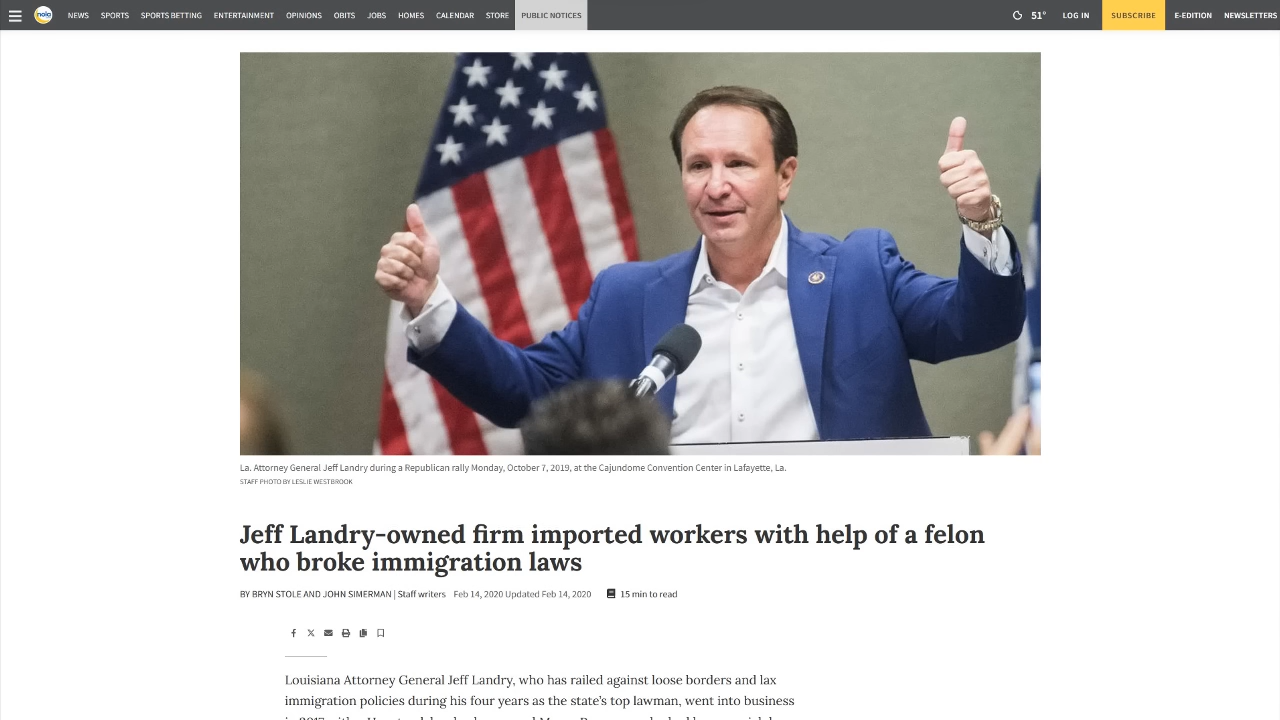 NEWS SPORTS SPORTS BETTING ENTERTAINMENT OPINIONS OBITS JOBS HOMES CALENDAR STORE PUBLIC NOTICES 51° LOG IN SUBSCRIBE E-EDITION NEWSLETTERS
La. Attorney General Jeff Landry during a Republican rally Monday, October 7, 2019, at the Cajundome Convention Center in Lafayette, La.
STAFF PHOTO BY LESLIE WESTBROOK
Jeff Landry-owned firm imported workers with help of a felon
who broke immigration laws
BY BRYN STOLE AND JOHN SIMERMAN | Staff writers Feb 14, 2020 Updated Feb 14, 2020 15 min to read
Louisiana Attorney General Jeff Landry, who has railed against loose borders and lax
immigration policies during his four years as the state's top lawman, went into business